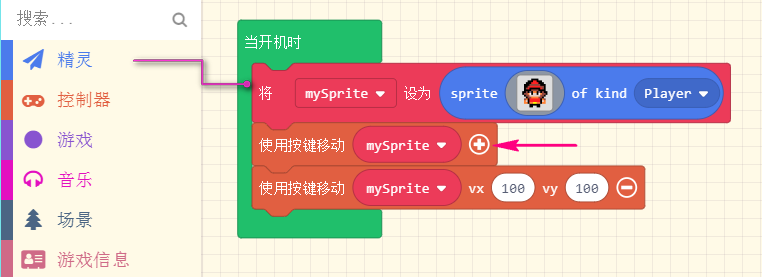 搜索...
精灵
控制器
游戏
音乐
场景
游戏信息
当开机时
将 mySprite 设为 sprite of kind Player
使用按键移动 mySprite
使用按键移动 mySprite vx 100 vy 100